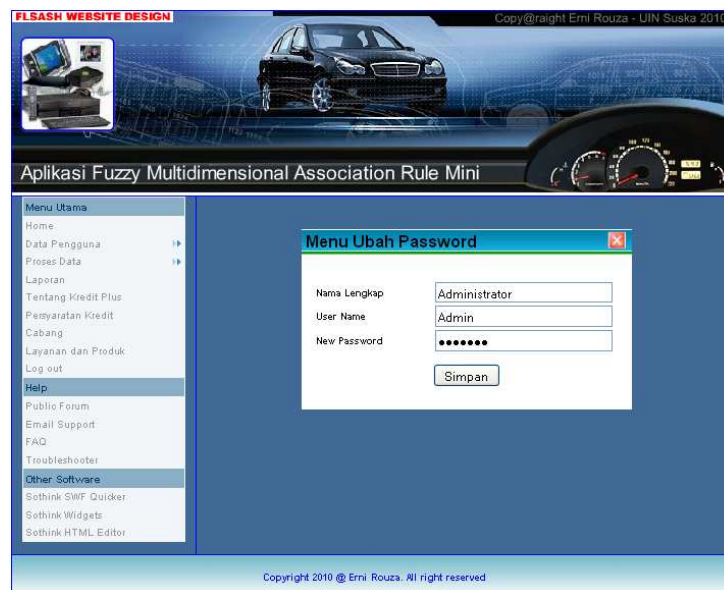 FLSASH WEBSITE DESIGN
Copy@raight Erni Rouza - UIN Suska 2010
Aplikasi Fuzzy Multidimensional Association Rule Mini
Menu Utama
Home
Data Pengguna
Proses Data
Laporan
Tentang Kredit Plus
Persyaratan Kredit
Cabang
Layanan dan Produk
Log out
Help
Public Forum
Email Support
FAQ
Troubleshooter
Other Software
Sothink SWF Quicker
Sothink Widgets
Sothink HTML Editor
Menu Ubah Password
Nama Lengkap Administrator
User Name Admin
New Password •••••••
Simpan
Copyright 2010 @ Erni Rouza. All right reserved